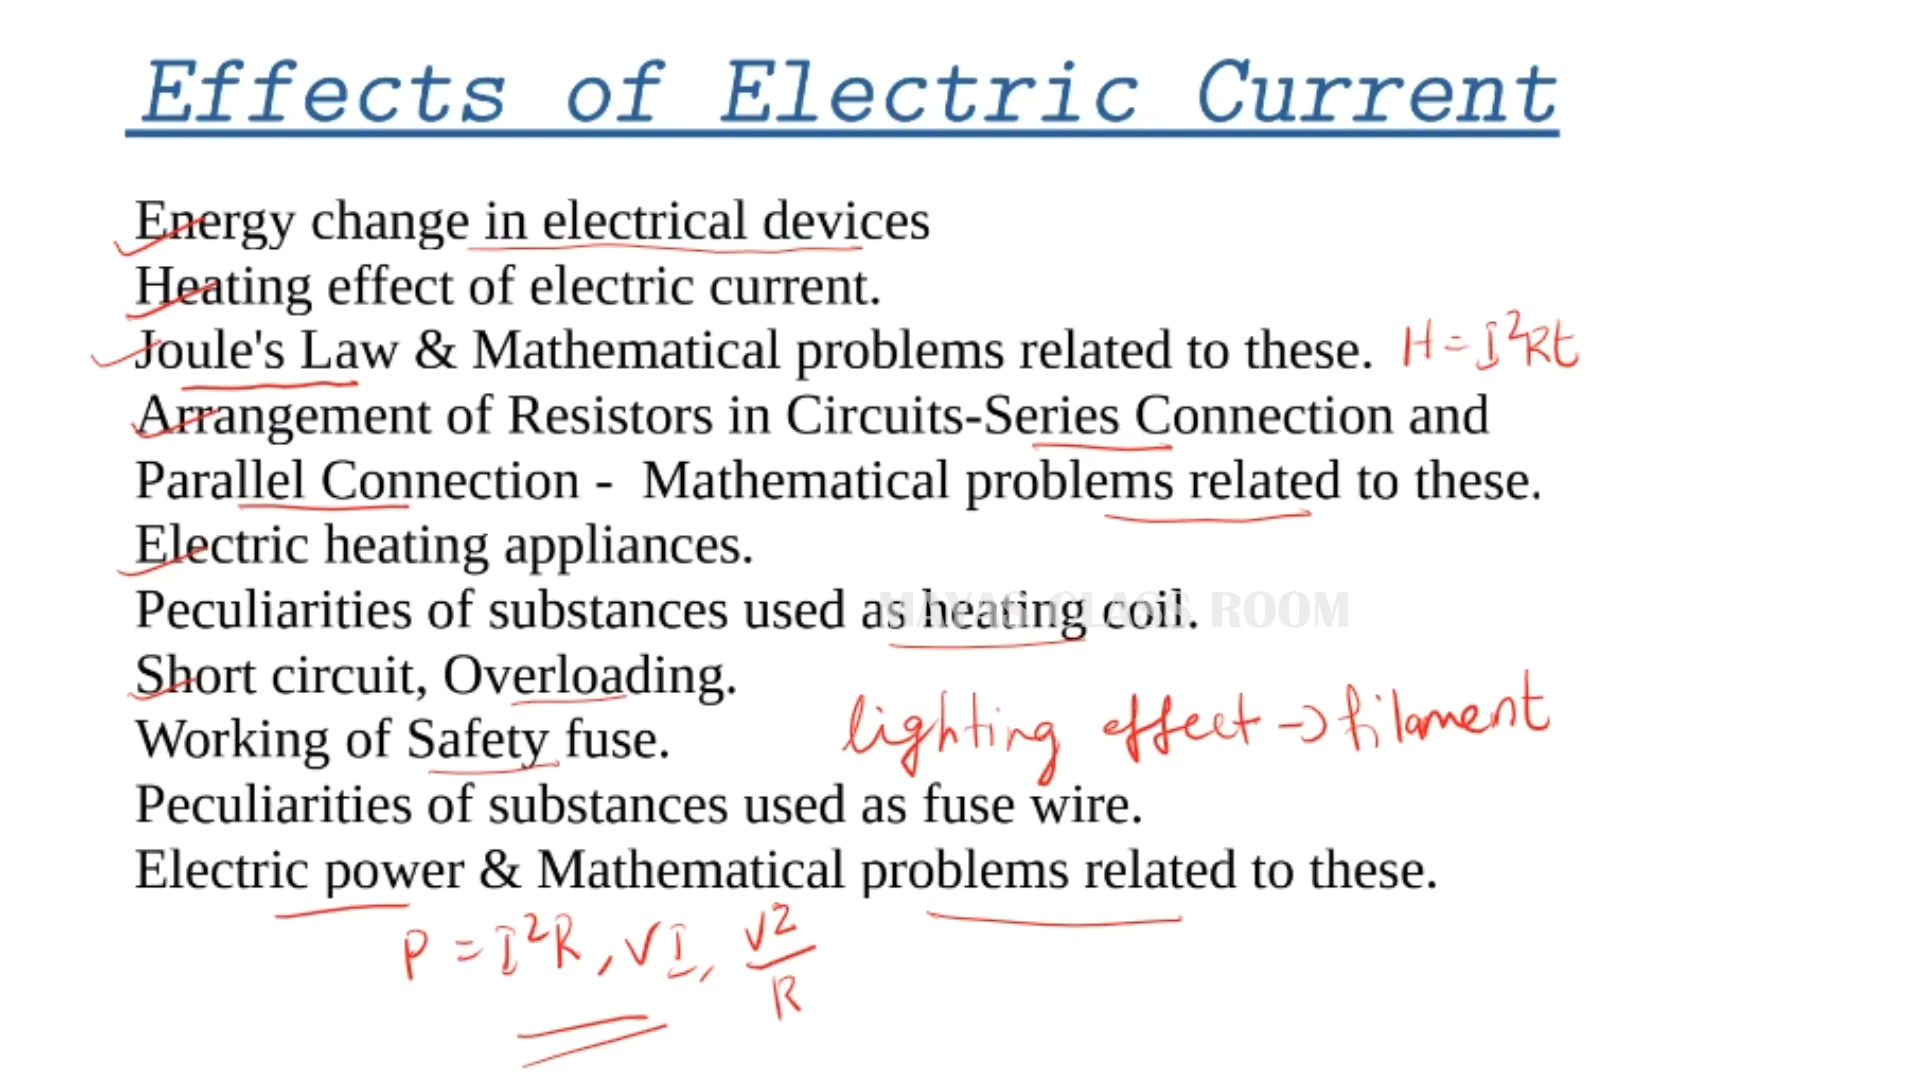 Effects of Electric Current
Energy change in electrical devices
Heating effect of electric current.
Joule's Law & Mathematical problems related to these. H = I²Rt
Arrangement of Resistors in Circuits-Series Connection and
Parallel Connection - Mathematical problems related to these.
Electric heating appliances.
Peculiarities of substances used as heating coil.
MAYAS CLASS ROOM
Short circuit, Overloading.
lighting effect → filament
Working of Safety fuse.
Peculiarities of substances used as fuse wire.
Electric power & Mathematical problems related to these.
P = I²R, VI, V²/R